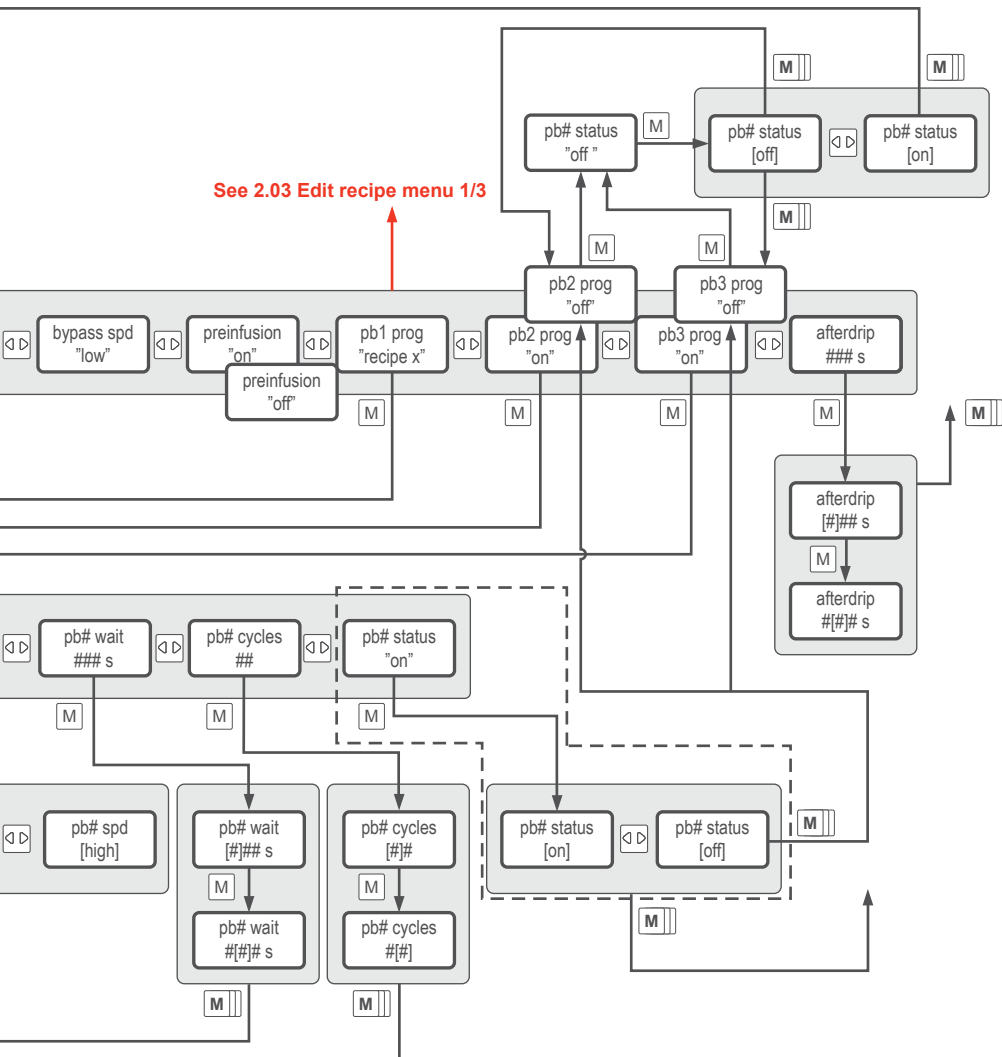 M
M
pb# status
"off "
M
pb# status
[off]
pb# status
[on]
See 2.03 Edit recipe menu 1/3
M
M
M
pb2 prog
"off"
pb3 prog
"off"
bypass spd
"low"
preinfusion
"on"
pb1 prog
"recipe x"
pb2 prog
"on"
pb3 prog
"on"
afterdrip
### s
preinfusion
"off"
M
M
M
M
M
afterdrip
[#]## s
M
afterdrip
#[#]# s
pb# wait
### s
pb# cycles
##
pb# status
"on"
M
M
M
pb# spd
[high]
pb# wait
[#]## s
pb# cycles
[#]#
pb# status
[on]
pb# status
[off]
M
M
M
pb# wait
#[#]# s
pb# cycles
#[#]
M
M
M